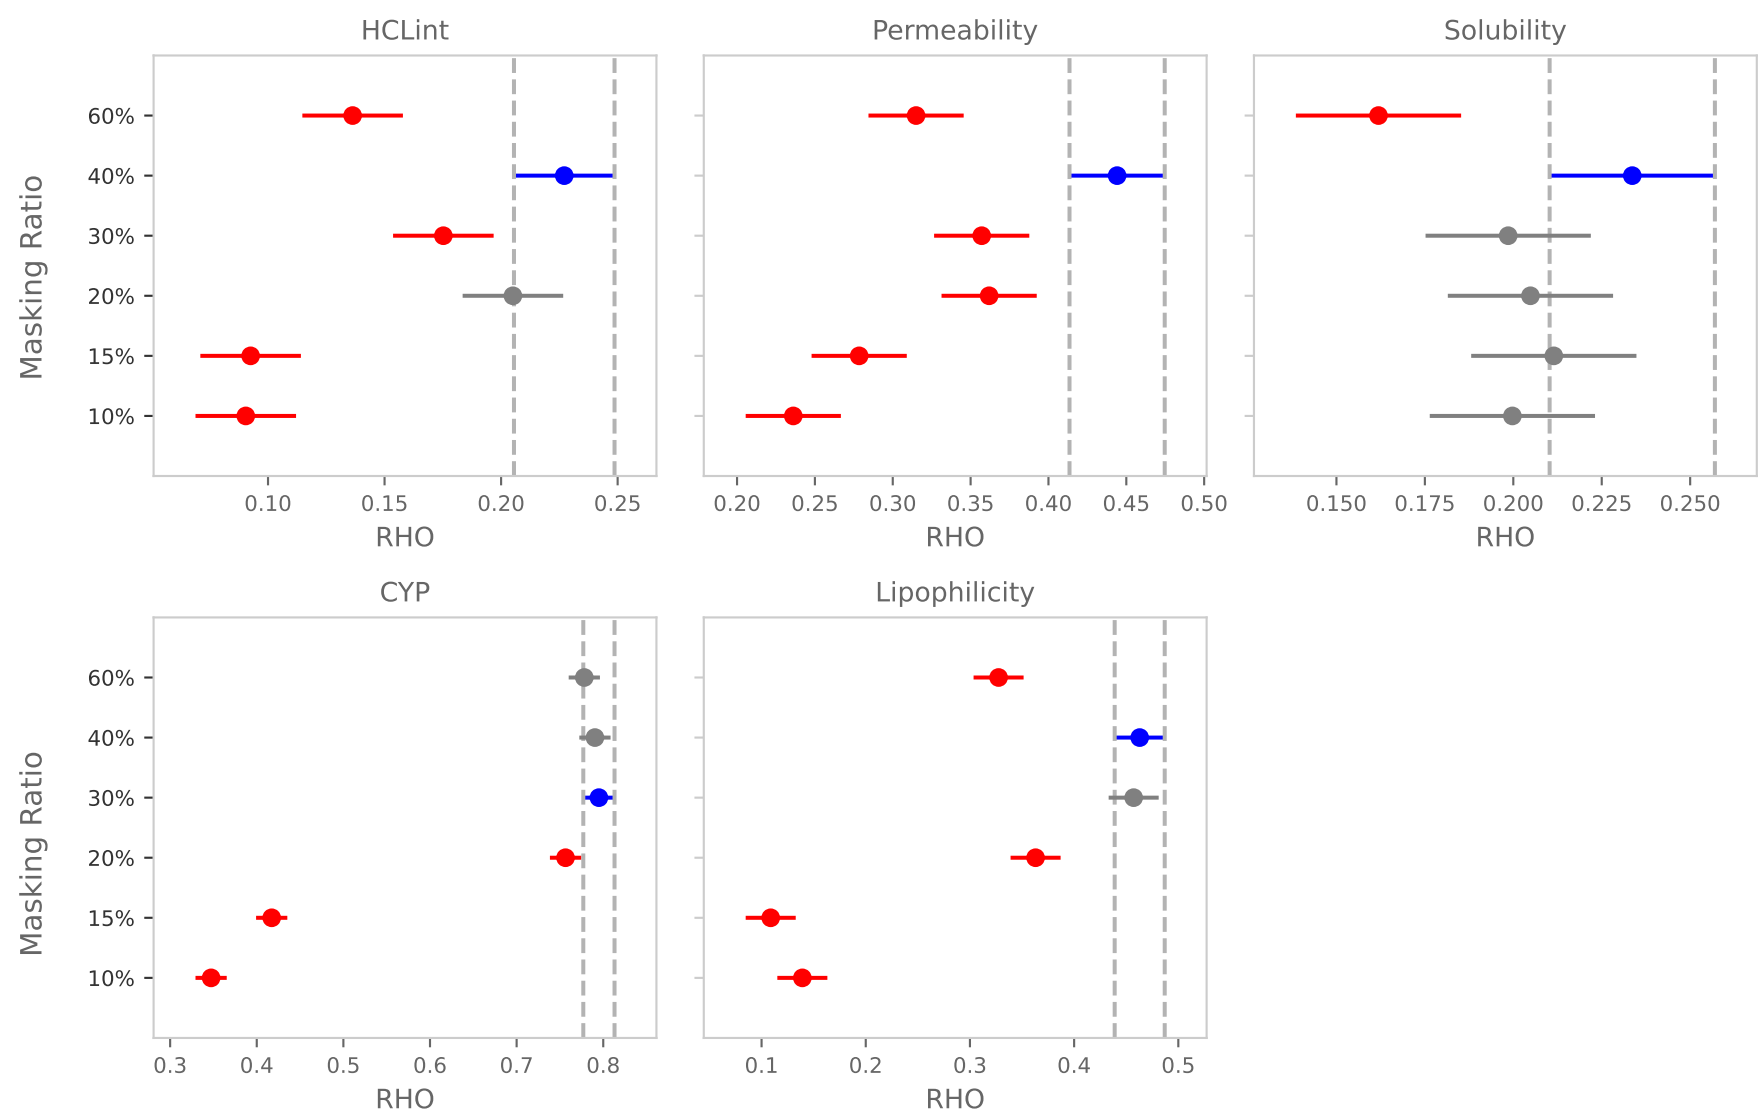 HCLint
Permeability
Solubility
Masking Ratio
60%
40%
30%
20%
15%
10%
0.10 0.15 0.20 0.25
0.20 0.25 0.30 0.35 0.40 0.45 0.50
0.150 0.175 0.200 0.225 0.250
RHO
RHO
RHO
CYP
Lipophilicity
Masking Ratio
60%
40%
30%
20%
15%
10%
0.3 0.4 0.5 0.6 0.7 0.8
0.1 0.2 0.3 0.4 0.5
RHO
RHO